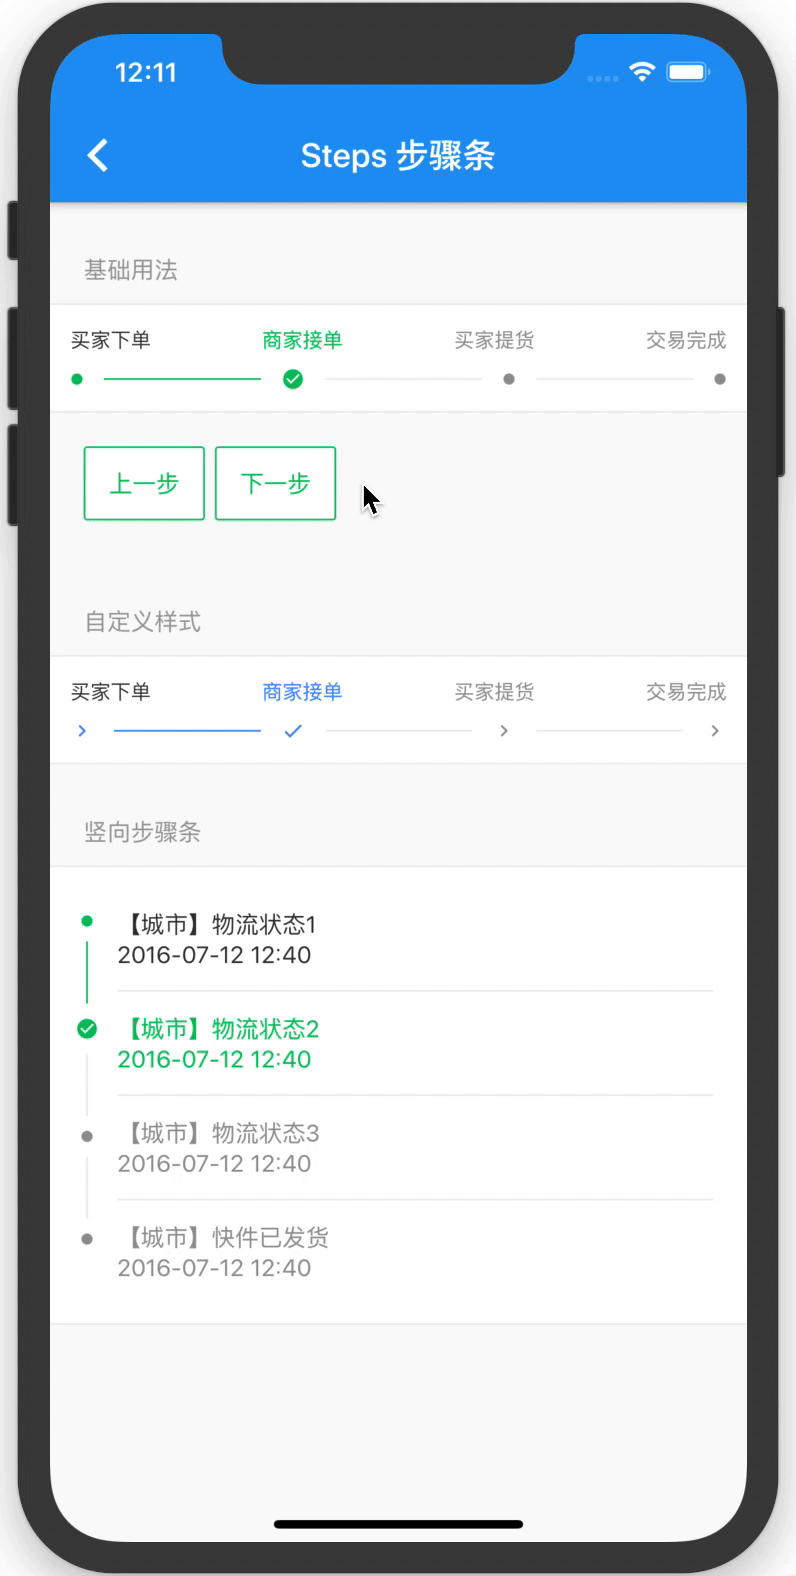 12:11
Steps 步骤条
基础用法
买家下单 商家接单 买家提货 交易完成
上一步 下一步
自定义样式
买家下单 商家接单 买家提货 交易完成
竖向步骤条
【城市】物流状态1
2016-07-12 12:40
【城市】物流状态2
2016-07-12 12:40
【城市】物流状态3
2016-07-12 12:40
【城市】快件已发货
2016-07-12 12:40